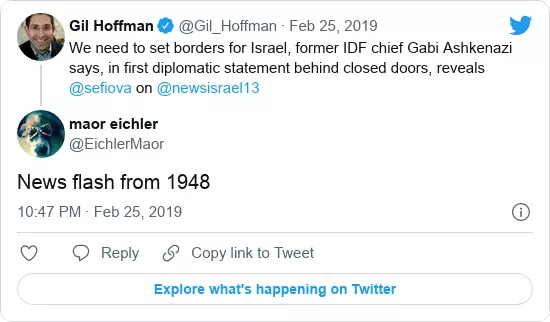 Gil Hoffman @Gil_Hoffman · Feb 25, 2019
We need to set borders for Israel, former IDF chief Gabi Ashkenazi
says, in first diplomatic statement behind closed doors, reveals
@sefiova on @newsisrael13
maor eichler
@EichlerMaor
News flash from 1948
10:47 PM · Feb 25, 2019
Reply Copy link to Tweet
Explore what's happening on Twitter